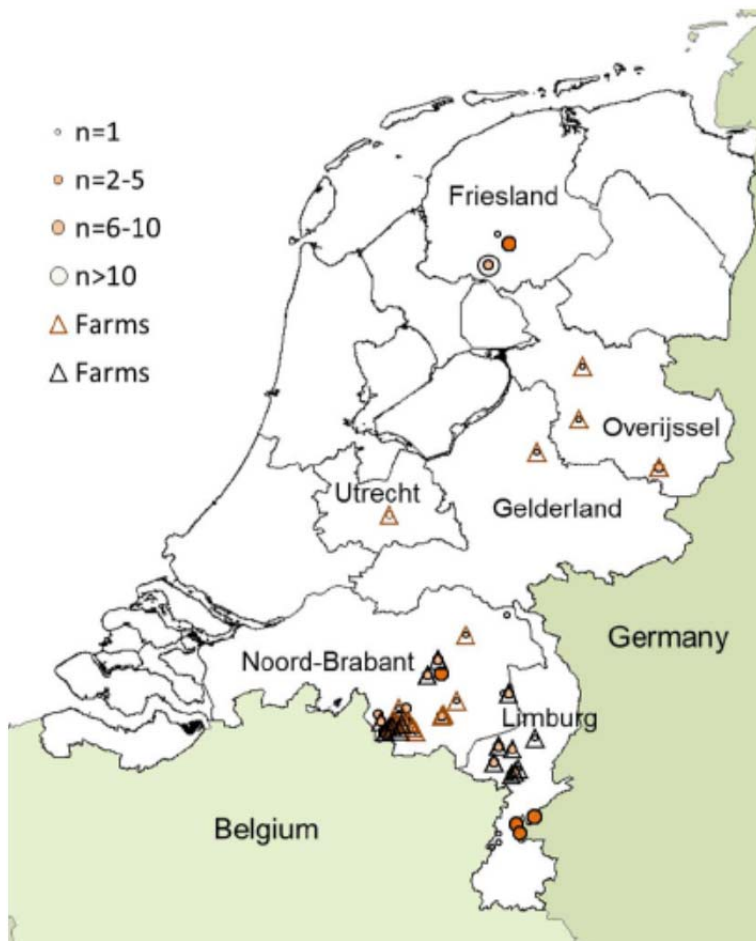 n=1
n=2-5
n=6-10
n>10
Farms
Farms
Friesland
Overijssel
Utrecht
Gelderland
Germany
Noord-Brabant
Limburg
Belgium